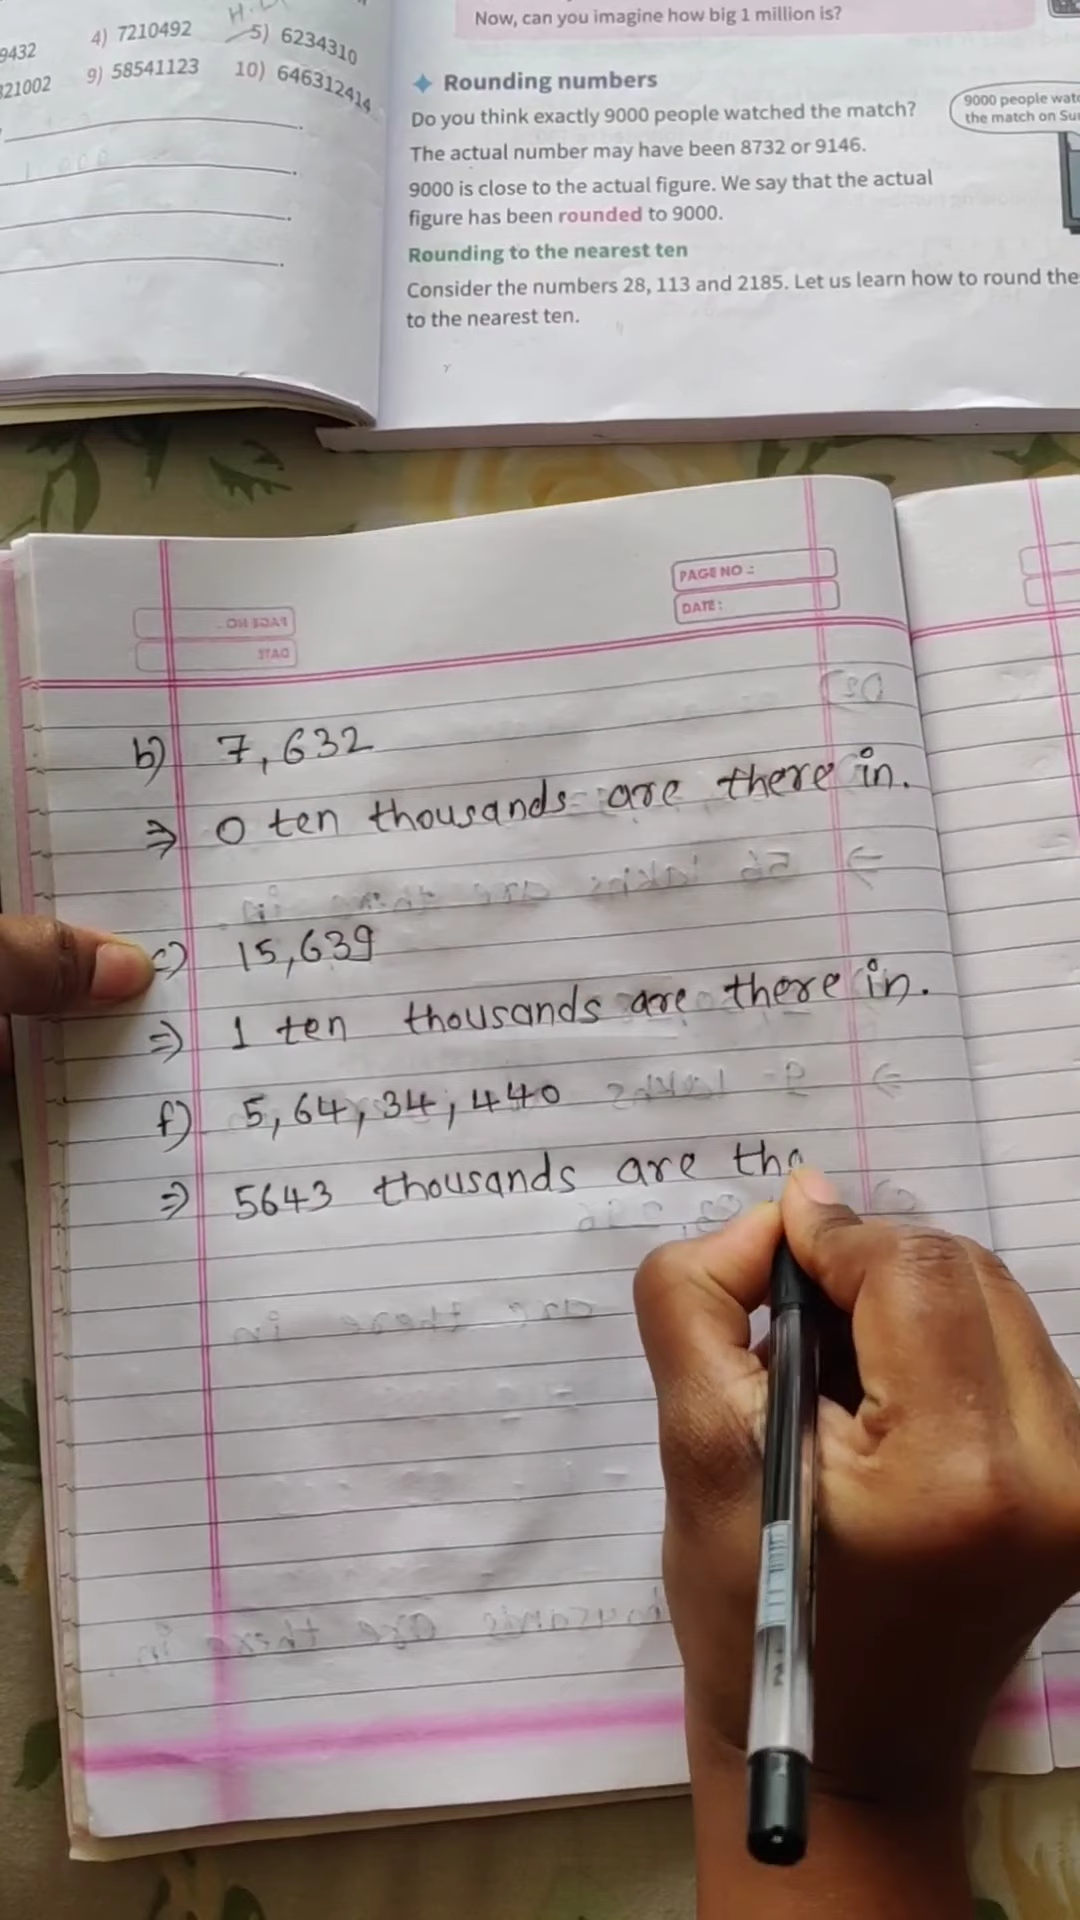 4) 7210492
5) 6234310
9432
21002
9) 58541123
10) 646312414
Now, can you imagine how big 1 million is?
Rounding numbers
Do you think exactly 9000 people watched the match?
The actual number may have been 8732 or 9146.
9000 is close to the actual figure. We say that the actual
figure has been rounded to 9000.
9000 people wat
the match on Su
Rounding to the nearest ten
Consider the numbers 28, 113 and 2185. Let us learn how to round the
to the nearest ten.
PAGE NO.:
DATE:
b) 7,632
⇒ 0 ten thousands are there in.
c) 15,639
⇒ 1 ten thousands are there in.
f) 5,64,34,440
⇒ 5643 thousands are the